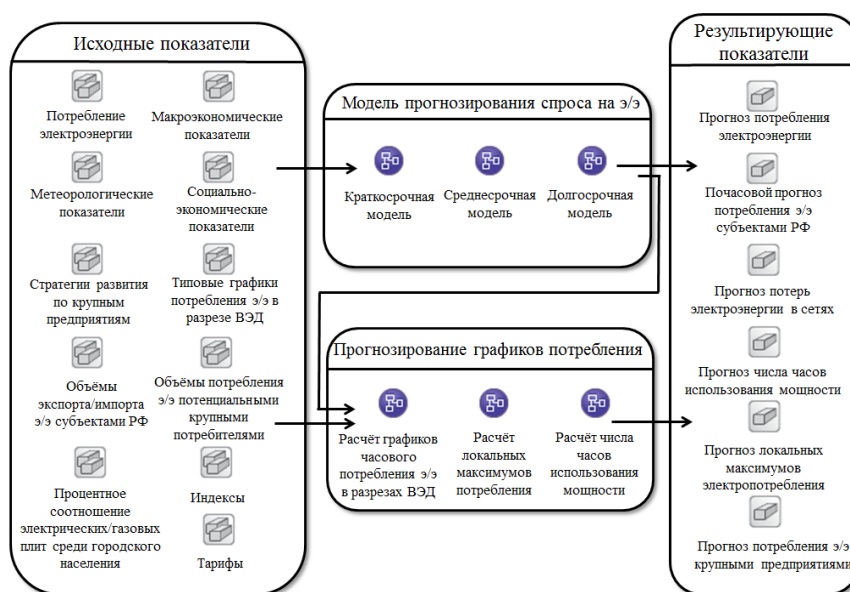 Исходные показатели
Потребление
электроэнергии
Макроэкономические
показатели
Метеорологические
показатели
Социально-
экономические
показатели
Стратегии развития
по крупным
предприятиям
Типовые графики
потребления э/э в
разрезе ВЭД
Объёмы
экспорта/импорта
э/э субъектами РФ
Объёмы потребления
э/э потенциальными
крупными
потребителями
Процентное
соотношение
электрических/газовых
плит среди городского
населения
Индексы
Тарифы
Модель прогнозирования спроса на э/э
Краткосрочная
модель
Среднесрочная
модель
Долгосрочная
модель
Прогнозирование графиков потребления
Расчёт графиков
часового
потребления э/э
в разрезах ВЭД
Расчёт
локальных
максимумов
потребления
Расчёт числа
часов
использования
мощности
Результирующие
показатели
Прогноз потребления
электроэнергии
Почасовой прогноз
потребления э/э
субъектами РФ
Прогноз потерь
электроэнергии в сетях
Прогноз числа часов
использования мощности
Прогноз локальных
максимумов
электропотребления
Прогноз потребления э/э
крупными предприятиями